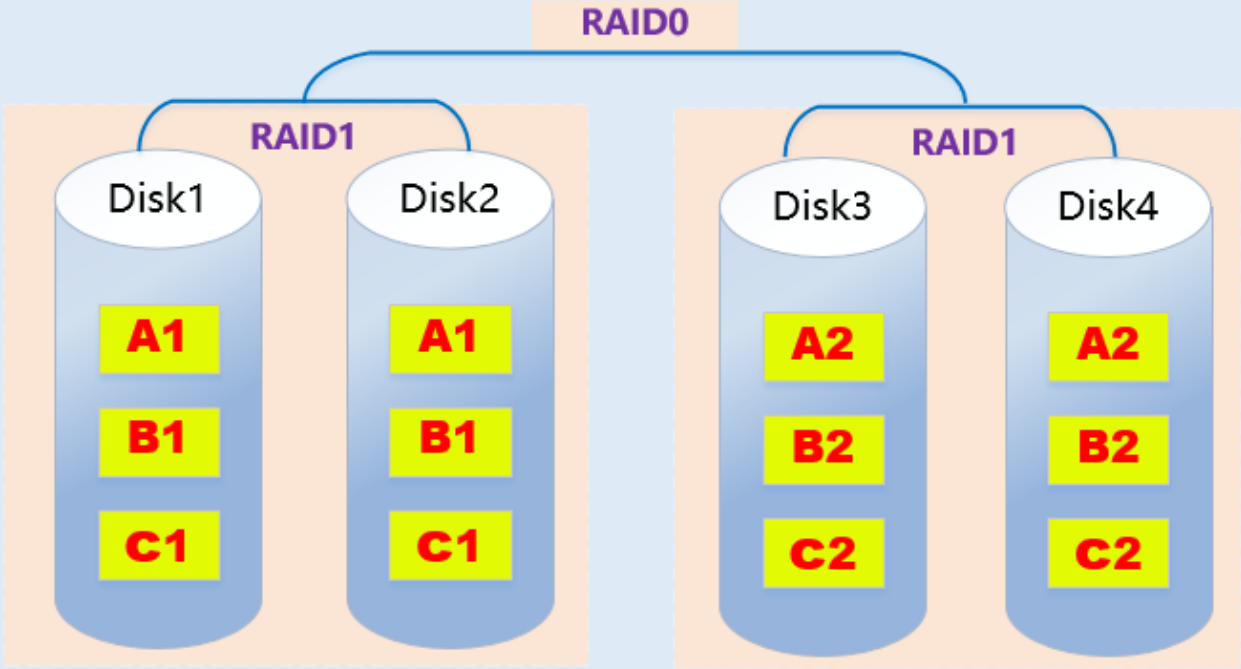 RAID0
RAID1
RAID1
Disk1
Disk2
Disk3
Disk4
A1
A1
A2
A2
B1
B1
B2
B2
C1
C1
C2
C2